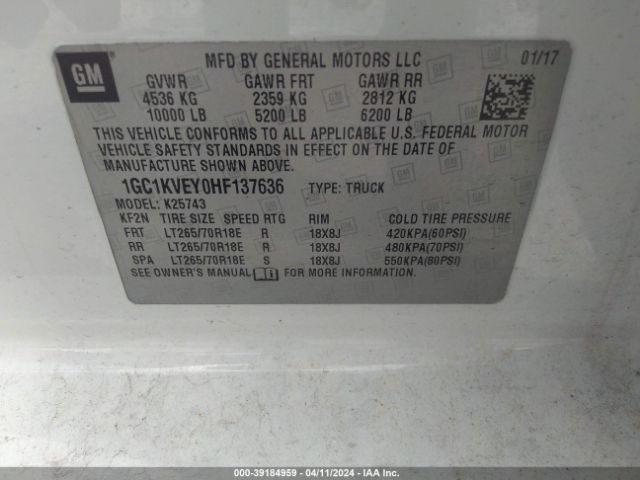 GM
MFD BY GENERAL MOTORS LLC 01/17
GVWR GAWR FRT GAWR RR
4536 KG 2359 KG 2812 KG
10000 LB 5200 LB 6200 LB
THIS VEHICLE CONFORMS TO ALL APPLICABLE U.S. FEDERAL MOTOR
VEHICLE SAFETY STANDARDS IN EFFECT ON THE DATE OF
MANUFACTURE SHOWN ABOVE.
1GC1KVEY0HF137636 TYPE: TRUCK
MODEL: K25743
KF2N TIRE SIZE SPEED RTG RIM COLD TIRE PRESSURE
FRT LT265/70R18E R 18X8J 420KPA(60PSI)
RR LT265/70R18E R 18X8J 480KPA(70PSI)
SPA LT265/70R18E S 18X8J 550KPA(80PSI)
SEE OWNER'S MANUAL FOR MORE INFORMATION.
000-39184959 - 04/11/2024 - IAA Inc.